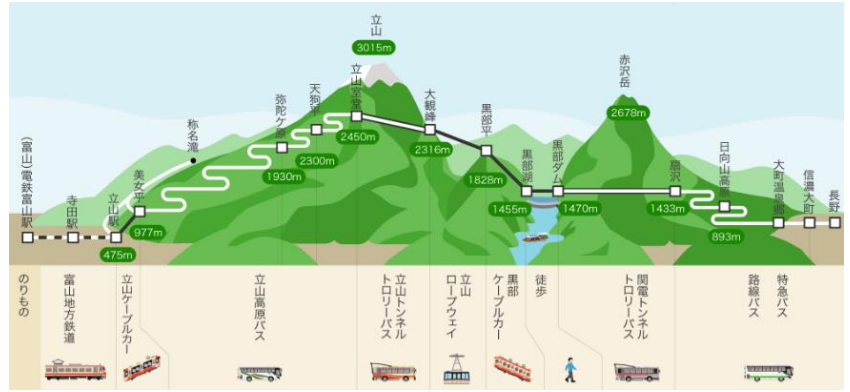 立山
3015m
赤沢岳
2678m
(富山)電鉄富山駅
寺田駅
立山駅
475m
美女平
977m
称名滝
弥陀ケ原
1930m
天狗平
2300m
立山室堂
2450m
大観峰
2316m
黒部平
1828m
黒部湖
1455m
黒部ダム
1470m
扇沢
1433m
日向山高原
893m
大町温泉郷
信濃大町
長野
のりもの
富山地方鉄道
立山ケーブルカー
立山高原バス
立山トンネル
トロリーバス
立山
ロープウェイ
黒部
ケーブルカー
徒歩
関電トンネル
トロリーバス
特急バス
路線バス